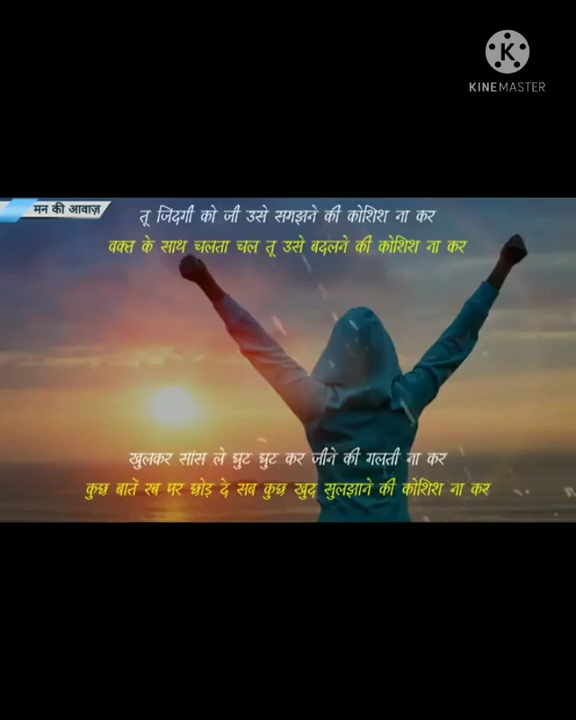 KINEMASTER
मन की आवाज़
तू जिंदगी को जी उसे समझने की कोशिश ना कर
वक्त के साथ चलता चल तू उसे बदलने की कोशिश ना कर
खुलकर सांस ले घुट घुट कर जीने की गलती ना कर
कुछ बातें रब पर छोड़ दे सब कुछ खुद सुलझाने की कोशिश ना कर